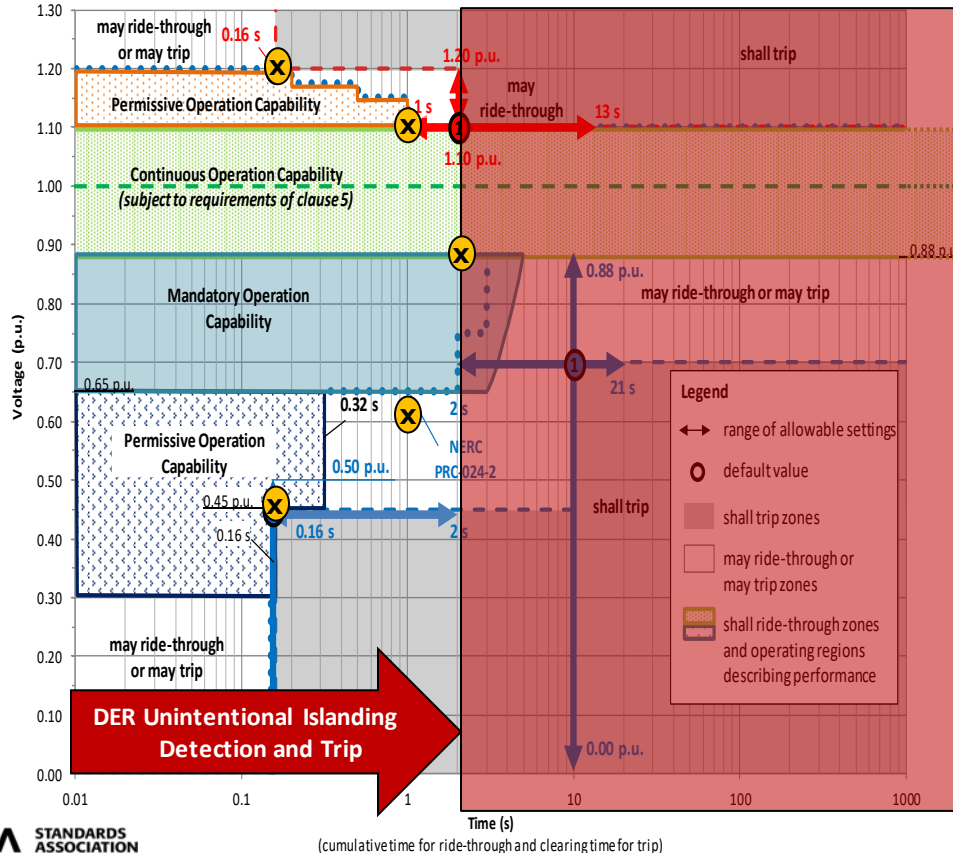 1.30
1.20
1.10
1.00
0.90
0.80
0.70
0.60
0.50
0.40
0.30
0.20
0.10
0.00
Voltage (p.u.)
may ride-through
or may trip
0.16 s
x
1.20 p.u.
shall trip
Permissive Operation Capability
1 s
x
may
ride-through
1
13 s
1.10 p.u.
Continuous Operation Capability
(subject to requirements of clause 5)
x
0.88 p.u.
0.88 p.u.
Mandatory Operation
Capability
may ride-through or may trip
1
21 s
0.65 p.u.
0.32 s
x
2 s
NERC
PRC-024-2
Permissive Operation
Capability
0.50 p.u.
0.45 p.u.
x
0.16 s
0.16 s
2 s
shall trip
Legend
range of allowable settings
default value
shall trip zones
may ride-through or
may trip zones
shall ride-through zones
and operating regions
describing performance
may ride-through
or may trip
DER Unintentional Islanding
Detection and Trip
0.00 p.u.
0.01
0.1
1
10
100
1000
Time (s)
(cumulative time for ride-through and clearing time for trip)
STANDARDS
ASSOCIATION